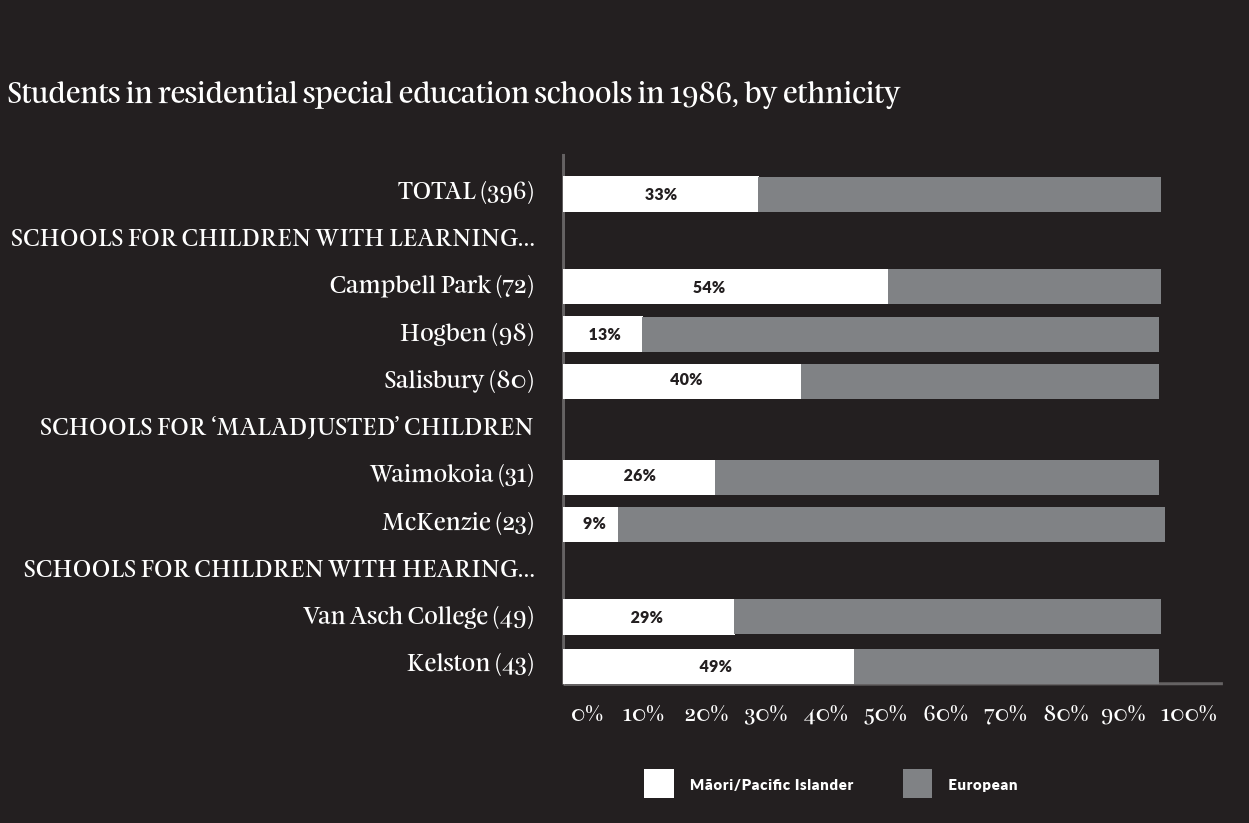 Students in residential special education schools in 1986, by ethnicity
TOTAL (396)
33%
SCHOOLS FOR CHILDREN WITH LEARNING...
Campbell Park (72)
54%
Hogben (98)
13%
Salisbury (80)
40%
SCHOOLS FOR ‘MALADJUSTED’ CHILDREN
Waimokoia (31)
26%
McKenzie (23)
9%
SCHOOLS FOR CHILDREN WITH HEARING...
Van Asch College (49)
29%
Kelston (43)
49%
0% 10% 20% 30% 40% 50% 60% 70% 80% 90% 100%
Māori/Pacific Islander
European